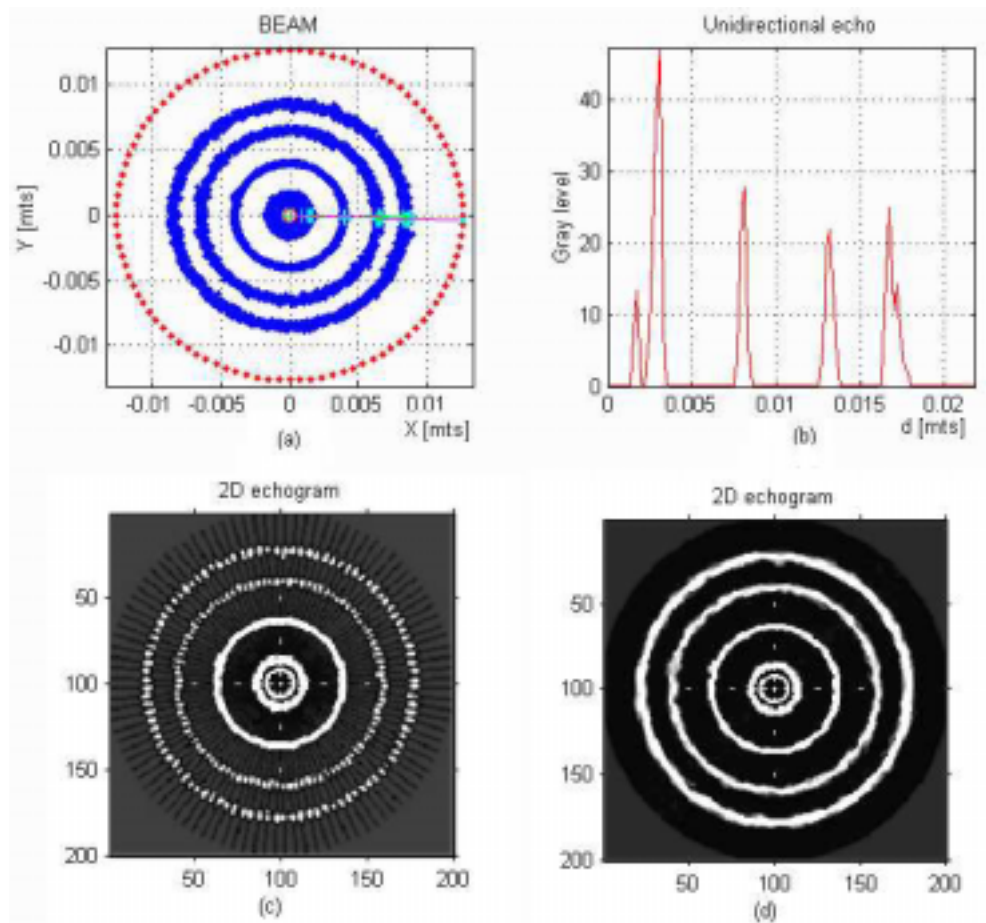 BEAM
0.01
0.005
0
-0.005
-0.01
Y [mts]
-0.01 -0.005 0 0.005 0.01
X [mts]
(a)
Unidirectional echo
40
30
20
10
0
Gray level
0 0.005 0.01 0.015 0.02
d [mts]
(b)
2D echogram
50
100
150
200
50 100 150 200
(c)
2D echogram
50
100
150
200
50 100 150 200
(d)